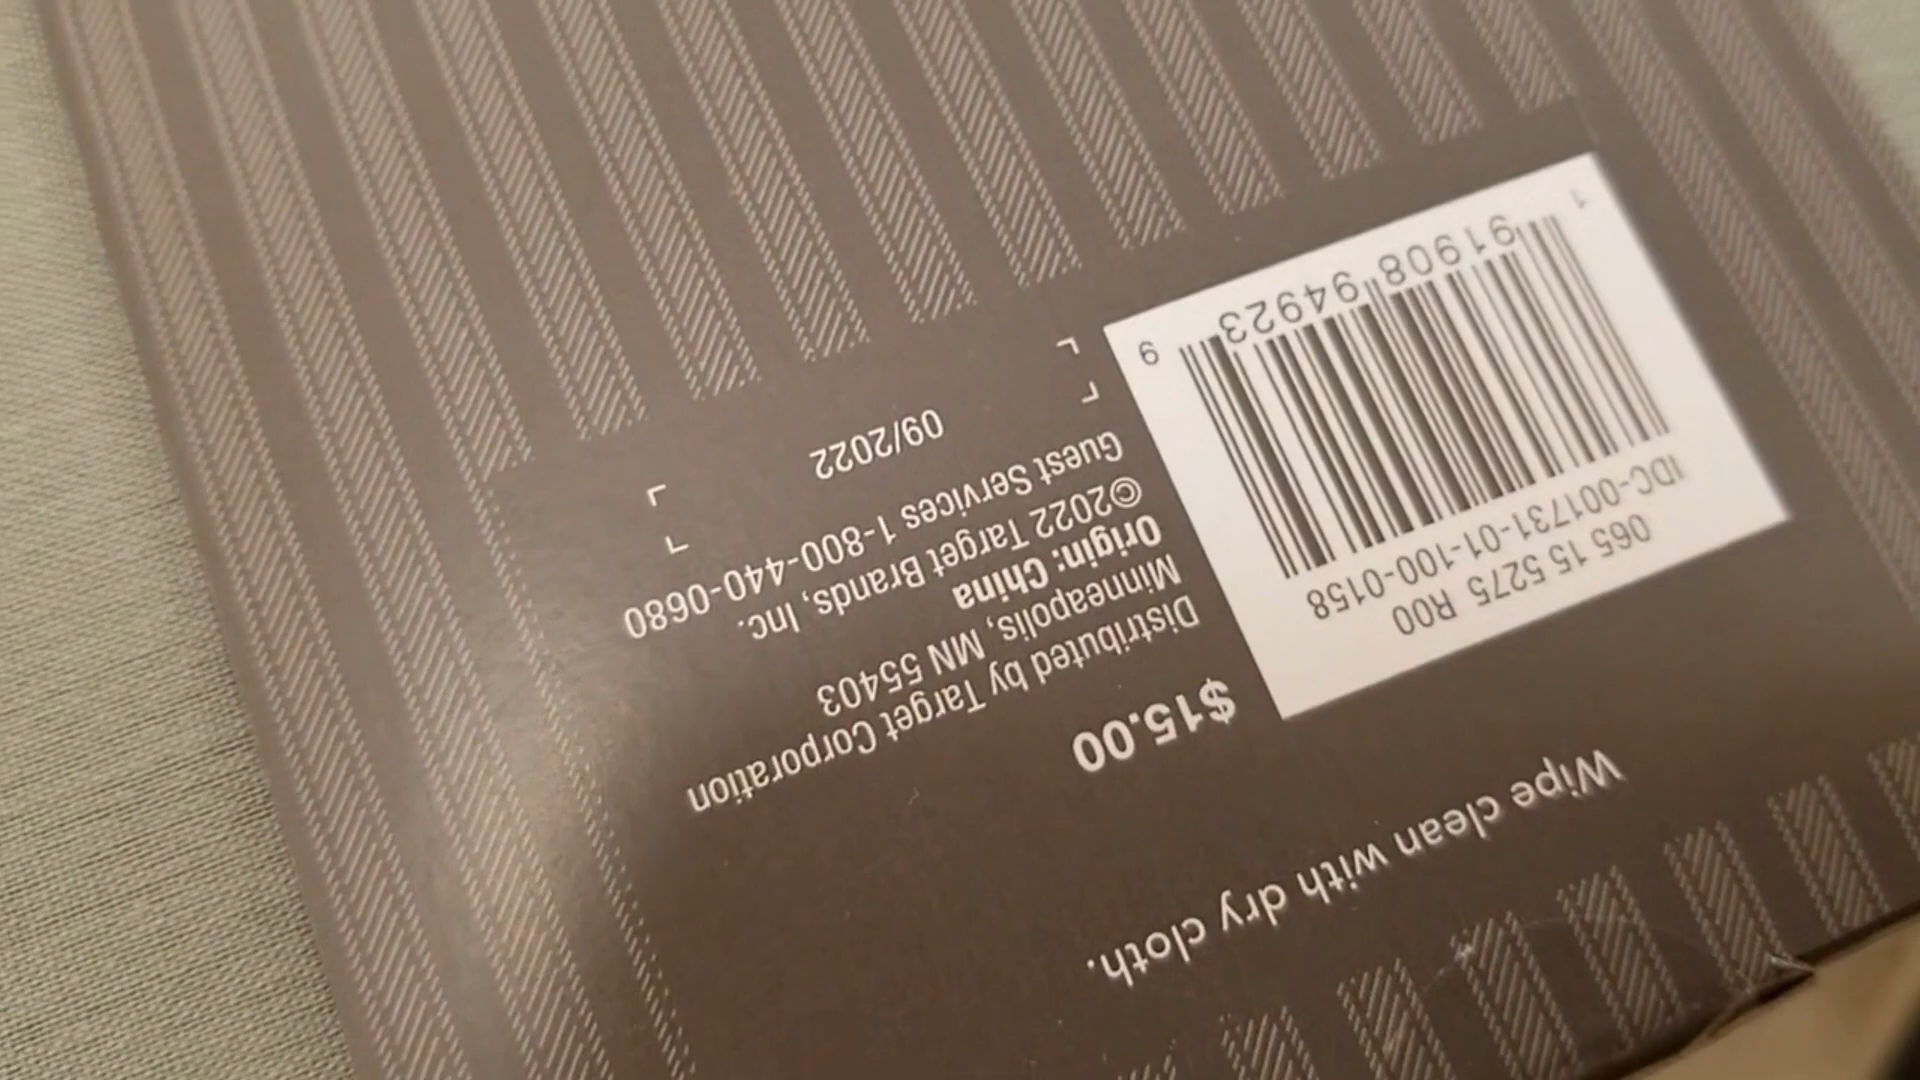 Wipe clean with dry cloth.
$15.00
Distributed by Target Corporation
Minneapolis, MN 55403
Origin: China
©2022 Target Brands, Inc.
Guest Services 1-800-440-0680
09/2022
065 15 5275 R00
IDC-001731-01-100-0158
1 91908 94923 9